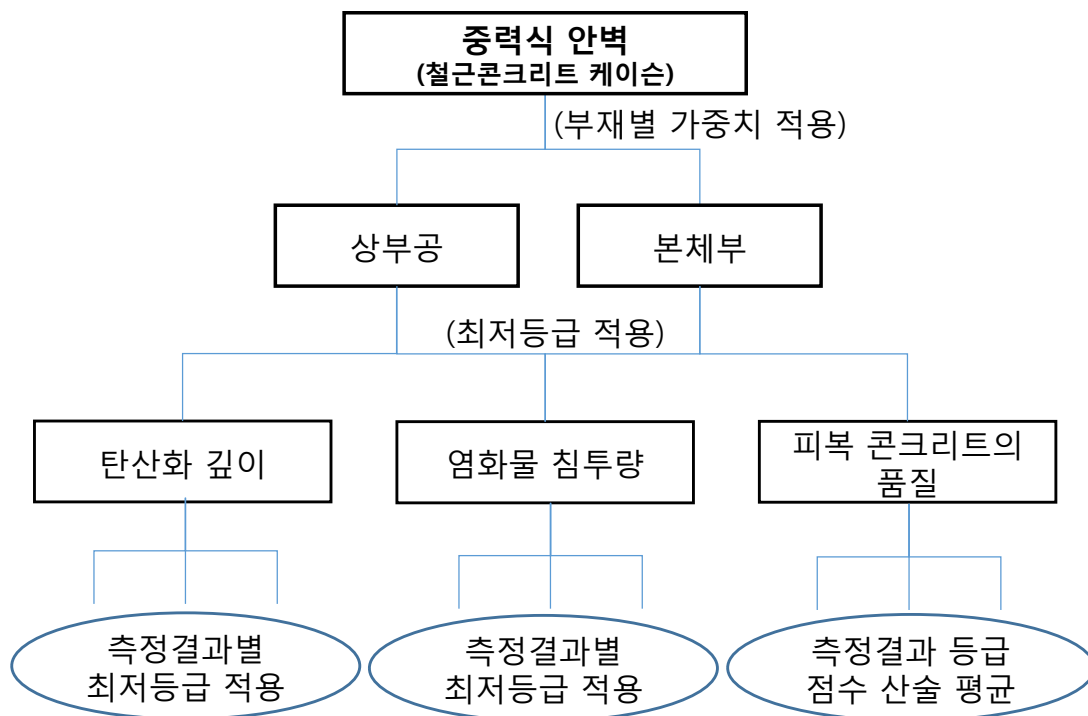 중력식 안벽
(철근콘크리트 케이슨)
(부재별 가중치 적용)
상부공
본체부
(최저등급 적용)
탄산화 깊이
염화물 침투량
피복 콘크리트의
품질
측정결과별
최저등급 적용
측정결과별
최저등급 적용
측정결과 등급
점수 산술 평균